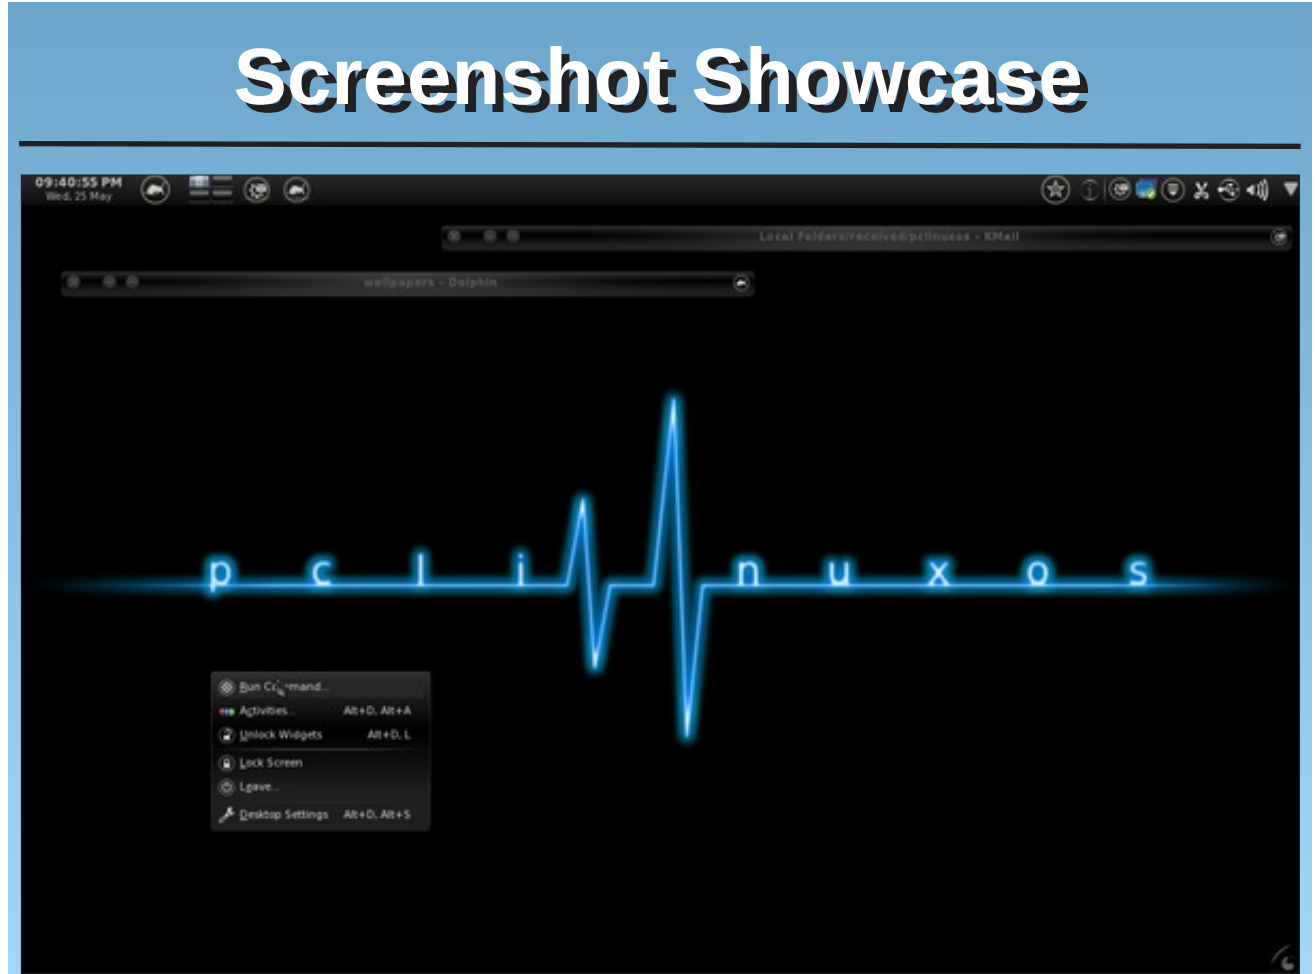 Screenshot Showcase
09:40:55 PM
Wed, 25 May
Local Folders/received/pclinuxos - KMail
wallpapers - Dolphin
p c l i n u x o s
Run Command...
Activities... Alt+D, Alt+A
Unlock Widgets Alt+D, L
Lock Screen
Leave...
Desktop Settings Alt+D, Alt+S